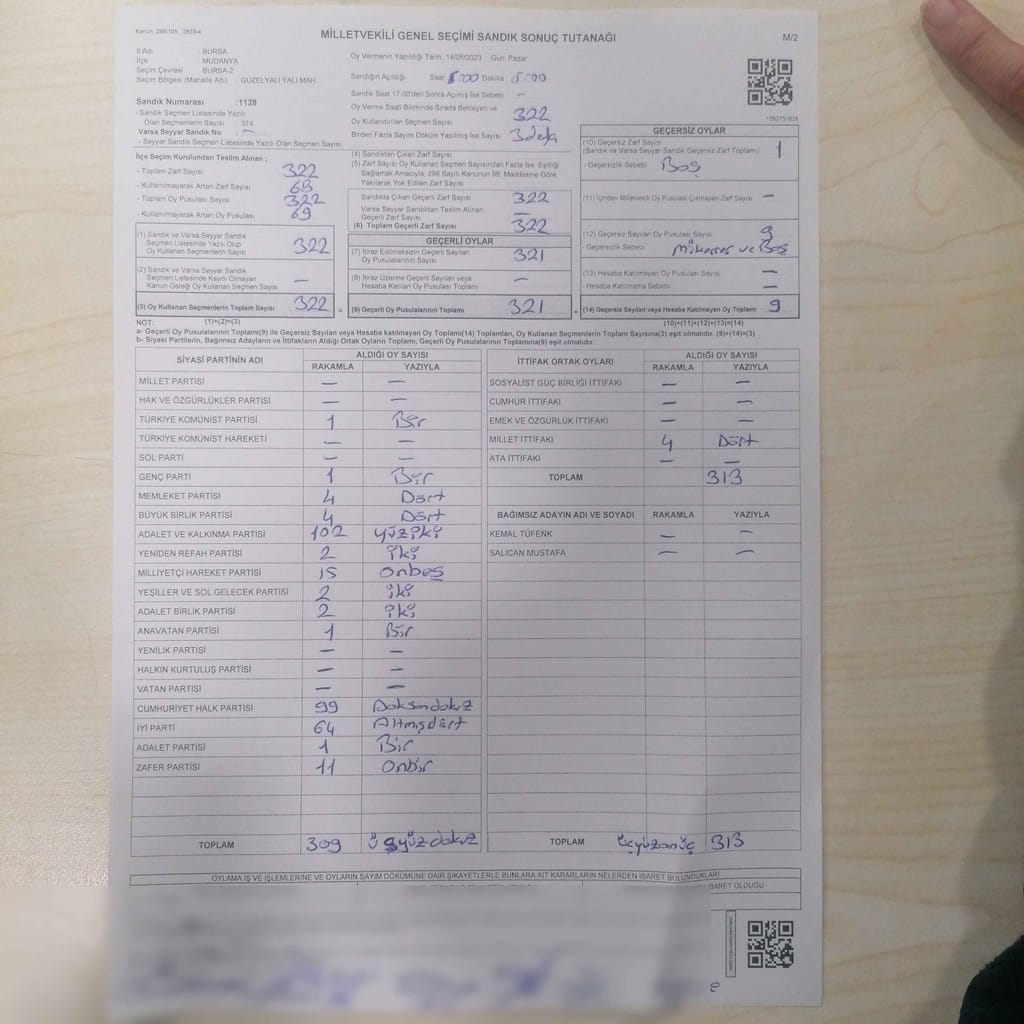 Kanun: 298/105 , 2839/4
MİLLETVEKİLİ GENEL SEÇİMİ SANDIK SONUÇ TUTANAĞI
M/2
İl Adı : BURSA
İlçe : MUDANYA
Seçim Çevresi : BURSA-2
Seçim Bölgesi (Mahalle Adı) : GÜZELYALI YALI MAH.
Sandık Numarası : 1128
- Sandık Seçmen Listesinde Yazılı
Olan Seçmenlerin Sayısı : 374
Varsa Seyyar Sandık No : —
- Seyyar Sandık Seçmen Listesinde Yazılı Olan Seçmen Sayısı
Oy Vermenin Yapıldığı Tarih : 14/05/2023 Gün: Pazar
Sandığın Açıldığı Saat : Dakika :
Sandık Saat 17.00'den Sonra Açılmış İse Sebebi : —
Oy Verme Saati Bitiminde Sırada Bekleyen ve
Oy Kullandırılan Seçmen Sayısı 322
Birden Fazla Sayım Döküm Yapılmış İse Sayısı 3 defa
İlçe Seçim Kurulundan Teslim Alınan ;
- Toplam Zarf Sayısı 322
- Kullanılmayarak Artan Zarf Sayısı 68
- Toplam Oy Pusulası Sayısı 322
- Kullanılmayarak Artan Oy Pusulası 69
(1) Sandık ve Varsa Seyyar Sandık
Seçmen Listesinde Yazılı Olup
Oy Kullanan Seçmenlerin Sayısı 322
(2) Sandık ve Varsa Seyyar Sandık
Seçmen Listesinde Kayıtlı Olmayan
Kanun Gereği Oy Kullanan Seçmen Sayısı —
(3) Oy Kullanan Seçmenlerin Toplam Sayısı 322 =
(1)+(2)=(3)
(4) Sandıktan Çıkan Zarf Sayısı
(5) Zarf Sayısı Oy Kullanan Seçmen Sayısından Fazla İse, Eşitliği
Sağlamak Amacıyla, 298 Sayılı Kanunun 98. Maddesine Göre
Yakılarak Yok Edilen Zarf Sayısı
Sandıkta Çıkan Geçerli Zarf Sayısı 322
Varsa Seyyar Sandıktan Teslim Alınan
Geçerli Zarf Sayısı —
(6) Toplam Geçerli Zarf Sayısı 322
GEÇERLİ OYLAR
(7) İtiraz Edilmeksizin Geçerli Sayılan
Oy Pusulalarının Sayısı 321
(8) İtiraz Üzerine Geçerli Sayılan veya
Hesaba Katılan Oy Pusulaları Toplamı —
(9) Geçerli Oy Pusulalarının Toplamı 321
GEÇERSİZ OYLAR
(10) Geçersiz Zarf Sayısı
(Sandık ve Varsa Seyyar Sandık Geçersiz Zarf Toplamı) 1
- Geçersizlik Sebebi : Boş
(11) İçinden Milletvekili Oy Pusulası Çıkmayan Zarf Sayısı —
(12) Geçersiz Sayılan Oy Pusulası Sayısı 9
- Geçersizlik Sebebi : Mükerrer ve Boş
(13) Hesaba Katılmayan Oy Pusulası Sayısı —
- Hesaba Katılmama Sebebi : —
(14) Geçersiz Sayılan veya Hesaba Katılmayan Oy Toplamı 9
(10)+(11)+(12)+(13)=(14)
NOT:
a- Geçerli Oy Pusulalarının Toplamı(9) ile Geçersiz Sayılan veya Hesaba katılmayan Oy Toplamı(14) Toplamları, Oy Kullanan Seçmenlerin Toplam Sayısına(3) eşit olmalıdır. (9)+(14)=(3)
b- Siyasi Partilerin, Bağımsız Adayların ve İttifakların Aldığı Ortak Oyların Toplamı, Geçerli Oy Pusulalarının Toplamına(9) eşit olmalıdır.
SİYASİ PARTİNİN ADI ALDIĞI OY SAYISI
RAKAMLA YAZIYLA
MİLLET PARTİSİ — —
HAK VE ÖZGÜRLÜKLER PARTİSİ — —
TÜRKİYE KOMÜNİST PARTİSİ 1 Bir
TÜRKİYE KOMÜNİST HAREKETİ — —
SOL PARTİ — —
GENÇ PARTİ 1 Bir
MEMLEKET PARTİSİ 4 Dört
BÜYÜK BİRLİK PARTİSİ 4 Dört
ADALET VE KALKINMA PARTİSİ 102 yüziki
YENİDEN REFAH PARTİSİ 2 iki
MİLLİYETÇİ HAREKET PARTİSİ 15 Onbeş
YEŞİLLER VE SOL GELECEK PARTİSİ 2 iki
ADALET BİRLİK PARTİSİ 2 iki
ANAVATAN PARTİSİ 1 Bir
YENİLİK PARTİSİ — —
HALKIN KURTULUŞ PARTİSİ — —
VATAN PARTİSİ — —
CUMHURİYET HALK PARTİSİ 99 Doksandokuz
İYİ PARTİ 64 Altmışdört
ADALET PARTİSİ 1 Bir
ZAFER PARTİSİ 11 Onbir
TOPLAM 309 üçyüzdokuz
İTTİFAK ORTAK OYLARI ALDIĞI OY SAYISI
RAKAMLA YAZIYLA
SOSYALİST GÜÇ BİRLİĞİ İTTİFAKI — —
CUMHUR İTTİFAKI — —
EMEK VE ÖZGÜRLÜK İTTİFAKI — —
MİLLET İTTİFAKI 4 Dört
ATA İTTİFAKI — —
TOPLAM 313
BAĞIMSIZ ADAYIN ADI VE SOYADI RAKAMLA YAZIYLA
KEMAL TÜFENK — —
SALİCAN MUSTAFA — —
TOPLAM üçyüzonüç 313
OYLAMA İŞ VE İŞLEMLERİNE VE OYLARIN SAYIM DÖKÜMÜNE DAİR ŞİKAYETLERLE BUNLARA AİT KARARLARIN NELERDEN İBARET BULUNDUKLARI
İBARET OLDUĞU